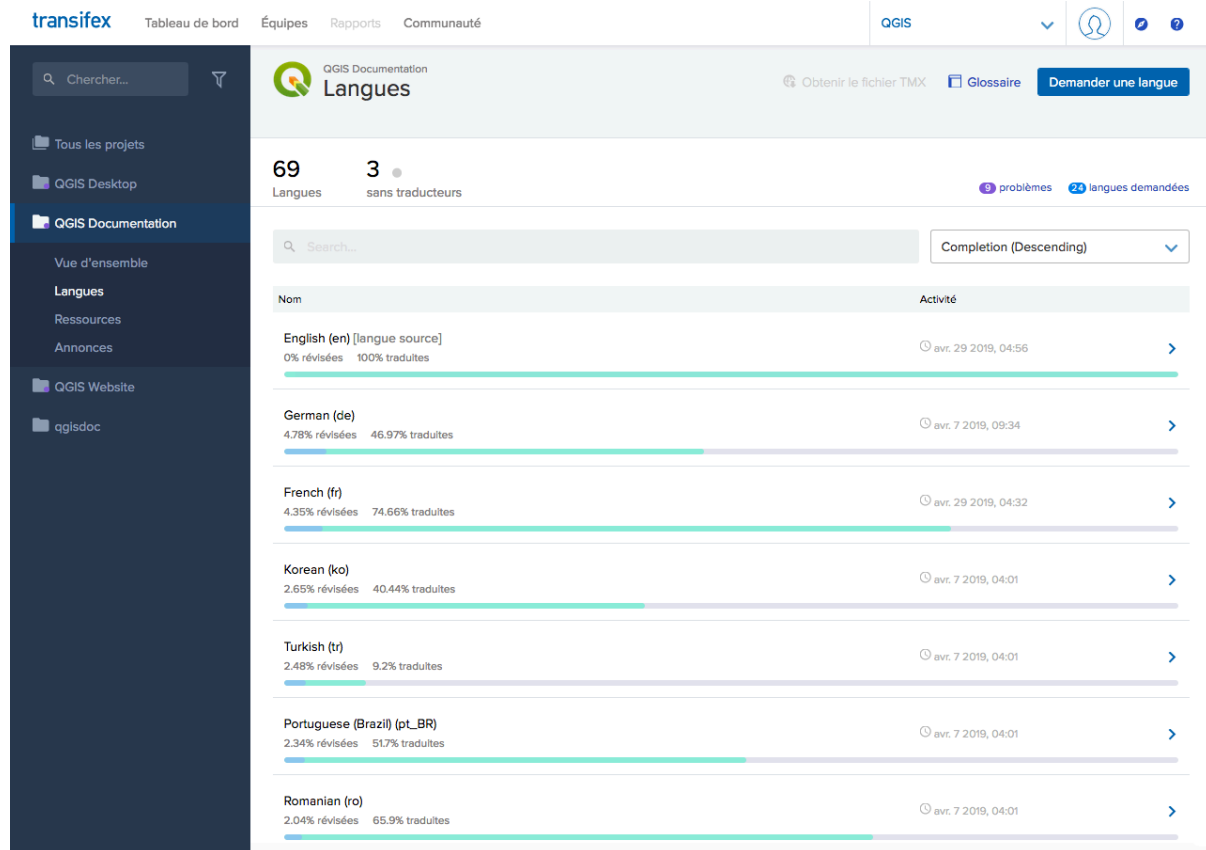 transifex Tableau de bord Équipes Rapports Communauté QGIS
Chercher...
Tous les projets
QGIS Desktop
QGIS Documentation
Vue d'ensemble
Langues
Ressources
Annonces
QGIS Website
qgisdoc
QGIS Documentation
Langues
Obtenir le fichier TMX Glossaire Demander une langue
69 3
Langues sans traducteurs
9 problèmes 24 langues demandées
Search... Completion (Descending)
Nom Activité
English (en) [langue source]
0% révisées 100% traduites
avr. 29 2019, 04:56
German (de)
4.78% révisées 46.97% traduites
avr. 7 2019, 09:34
French (fr)
4.35% révisées 74.66% traduites
avr. 29 2019, 04:32
Korean (ko)
2.65% révisées 40.44% traduites
avr. 7 2019, 04:01
Turkish (tr)
2.48% révisées 9.2% traduites
avr. 7 2019, 04:01
Portuguese (Brazil) (pt_BR)
2.34% révisées 51.7% traduites
avr. 7 2019, 04:01
Romanian (ro)
2.04% révisées 65.9% traduites
avr. 7 2019, 04:01